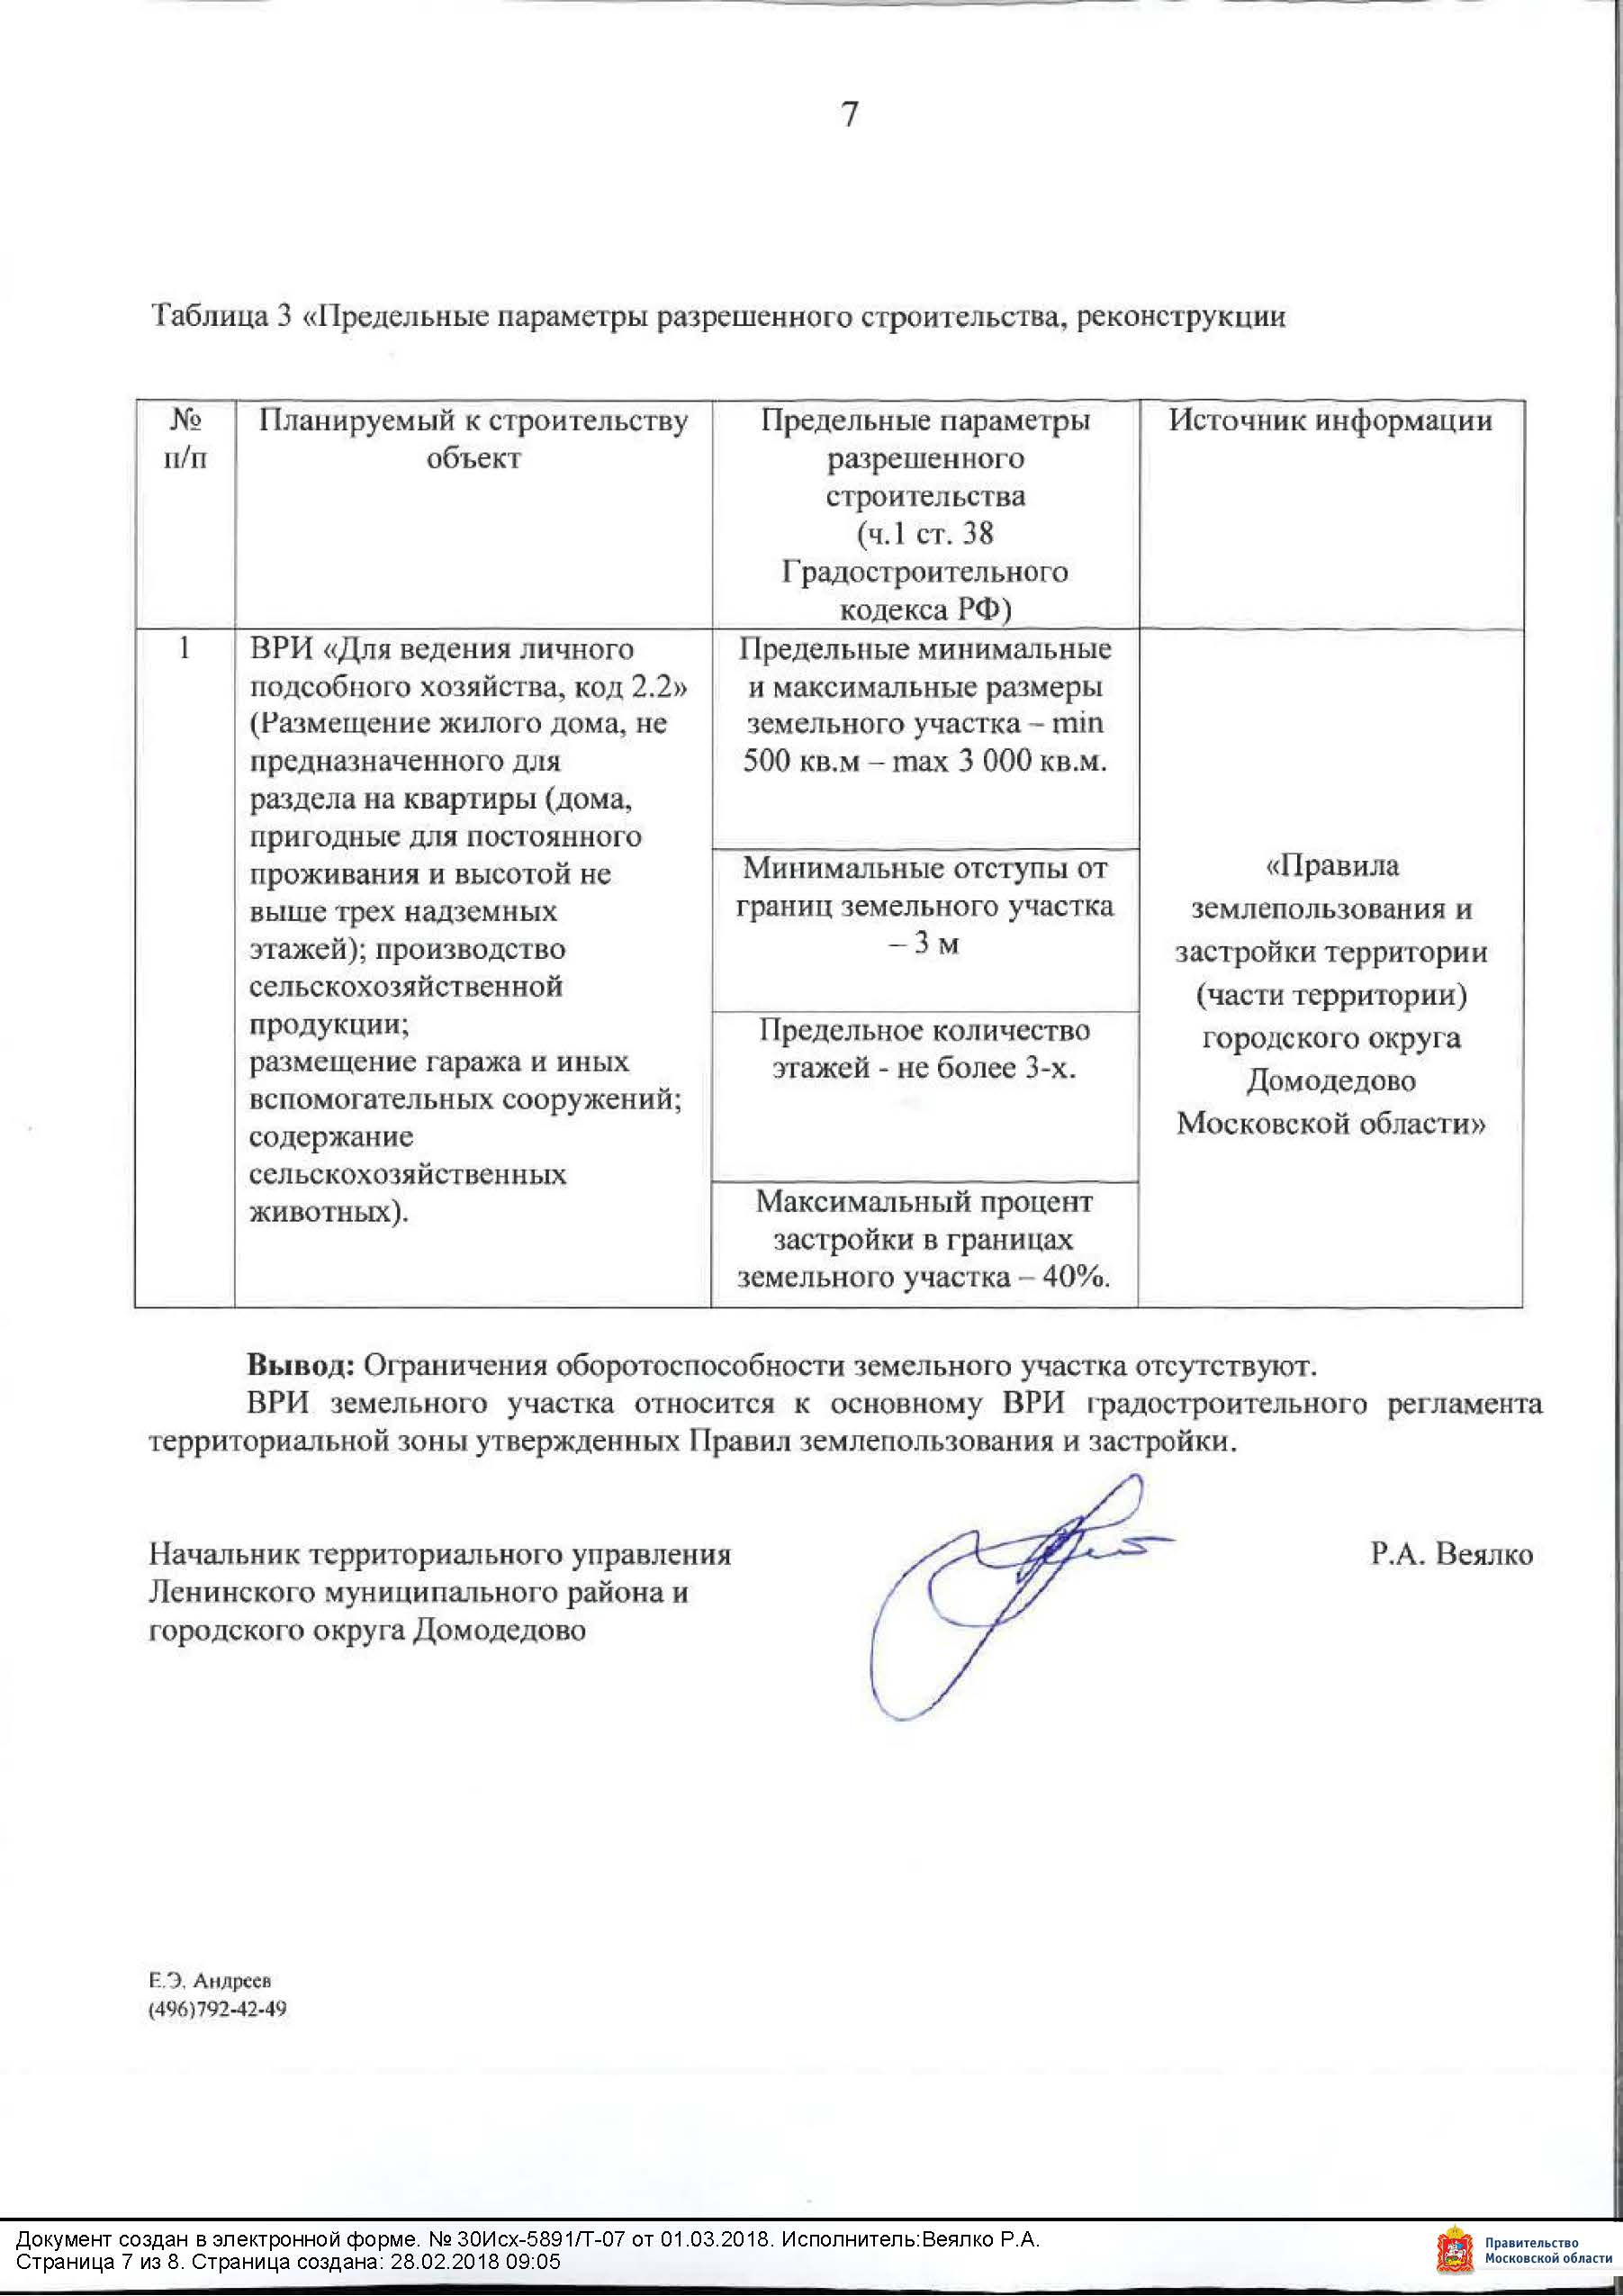 7
Таблица 3 «Предельные параметры разрешенного строительства, реконструкции
№
п/п
Планируемый к строительству
объект
Предельные параметры
разрешенного
строительства
(ч.1 ст. 38
Градостроительного
кодекса РФ)
Источник информации
1
ВРИ «Для ведения личного
подсобного хозяйства, код 2.2»
(Размещение жилого дома, не
предназначенного для
раздела на квартиры (дома,
пригодные для постоянного
проживания и высотой не
выше трех надземных
этажей); производство
сельскохозяйственной
продукции;
размещение гаража и иных
вспомогательных сооружений;
содержание
сельскохозяйственных
животных).
Предельные минимальные
и максимальные размеры
земельного участка – min
500 кв.м – max 3 000 кв.м.
Минимальные отступы от
границ земельного участка
– 3 м
Предельное количество
этажей - не более 3-х.
Максимальный процент
застройки в границах
земельного участка – 40%.
«Правила
землепользования и
застройки территории
(части территории)
городского округа
Домодедово
Московской области»
Вывод: Ограничения оборотоспособности земельного участка отсутствуют.
ВРИ земельного участка относится к основному ВРИ градостроительного регламента
территориальной зоны утвержденных Правил землепользования и застройки.
Начальник территориального управления
Ленинского муниципального района и
городского округа Домодедово
Р.А. Веялко
Е.Э. Андреев
(496)792-42-49
Документ создан в электронной форме. № 30Исх-5891/Т-07 от 01.03.2018. Исполнитель:Веялко Р.А.
Страница 7 из 8. Страница создана: 28.02.2018 09:05
Правительство
Московской области